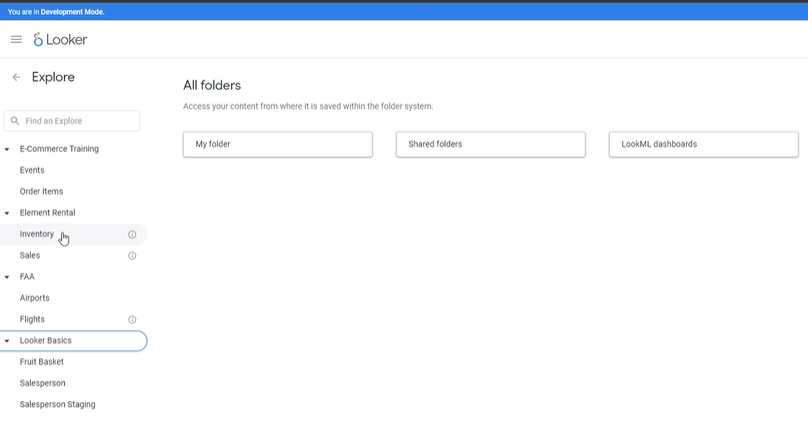 You are in Development Mode.
Looker
Explore
Find an Explore
E-Commerce Training
Events
Order Items
Element Rental
Inventory
Sales
FAA
Airports
Flights
Looker Basics
Fruit Basket
Salesperson
Salesperson Staging
All folders
Access your content from where it is saved within the folder system.
My folder
Shared folders
LookML dashboards